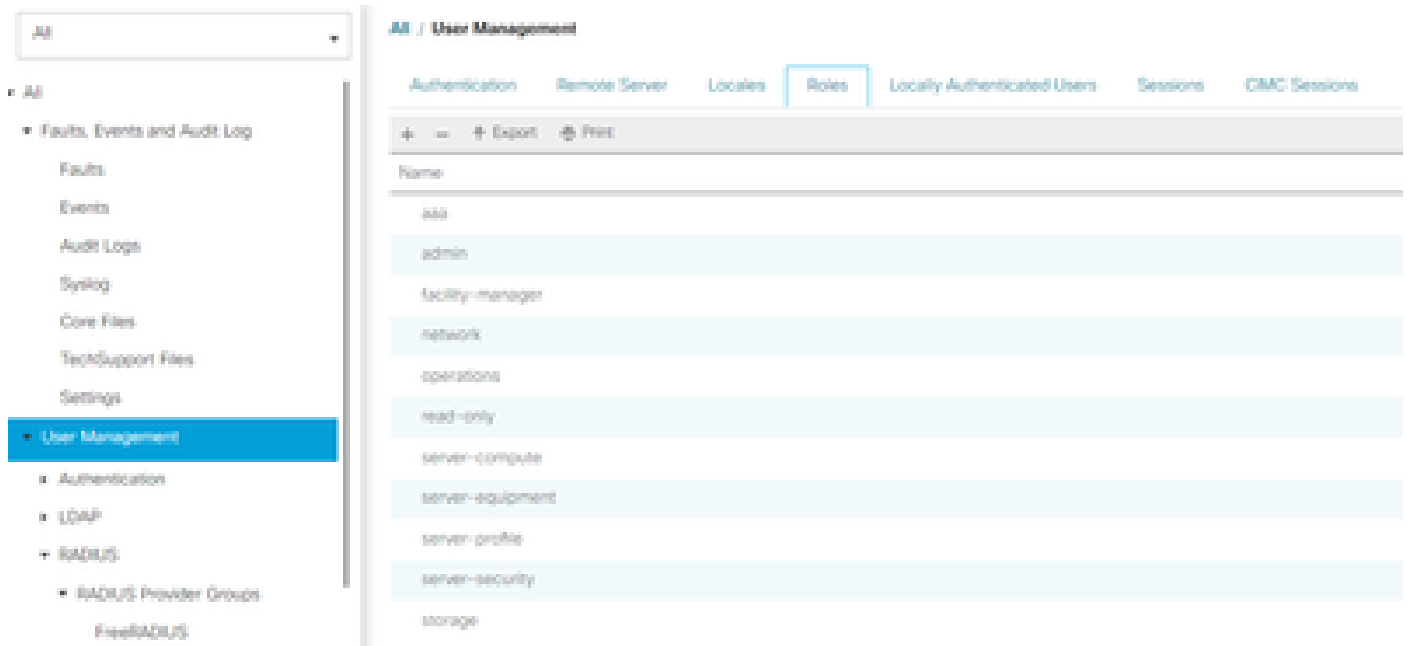 All
All
Faults, Events and Audit Log
Faults
Events
Audit Logs
Syslog
Core Files
TechSupport Files
Settings
User Management
Authentication
LDAP
RADIUS
RADIUS Provider Groups
FreeRADIUS
All / User Management
Authentication Remote Server Locales Roles Locally Authenticated Users Sessions CIMC Sessions
+ − Export Print
Name
aaa
admin
facility-manager
network
operations
read-only
server-compute
server-equipment
server-profile
server-security
storage